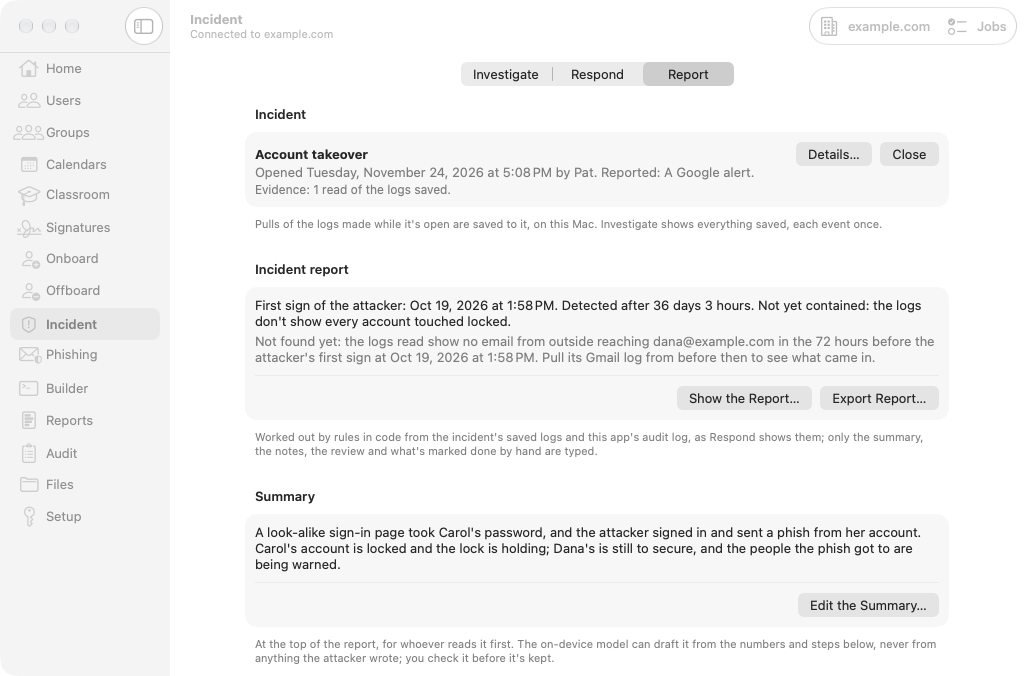 Incident
Connected to example.com
example.com
Jobs
Home
Users
Groups
Calendars
Classroom
Signatures
Onboard
Offboard
Incident
Phishing
Builder
Reports
Audit
Files
Setup
Investigate
Respond
Report
Incident
Account takeover
Details...
Close
Opened Tuesday, November 24, 2026 at 5:08 PM by Pat. Reported: A Google alert.
Evidence: 1 read of the logs saved.
Pulls of the logs made while it's open are saved to it, on this Mac. Investigate shows everything saved, each event once.
Incident report
First sign of the attacker: Oct 19, 2026 at 1:58 PM. Detected after 36 days 3 hours. Not yet contained: the logs
don't show every account touched locked.
Not found yet: the logs read show no email from outside reaching dana@example.com in the 72 hours before the
attacker's first sign at Oct 19, 2026 at 1:58 PM. Pull its Gmail log from before then to see what came in.
Show the Report...
Export Report...
Worked out by rules in code from the incident's saved logs and this app's audit log, as Respond shows them; only the summary,
the notes, the review and what's marked done by hand are typed.
Summary
A look-alike sign-in page took Carol's password, and the attacker signed in and sent a phish from her account.
Carol's account is locked and the lock is holding; Dana's is still to secure, and the people the phish got to are
being warned.
Edit the Summary...
At the top of the report, for whoever reads it first. The on-device model can draft it from the numbers and steps below, never from
anything the attacker wrote; you check it before it's kept.